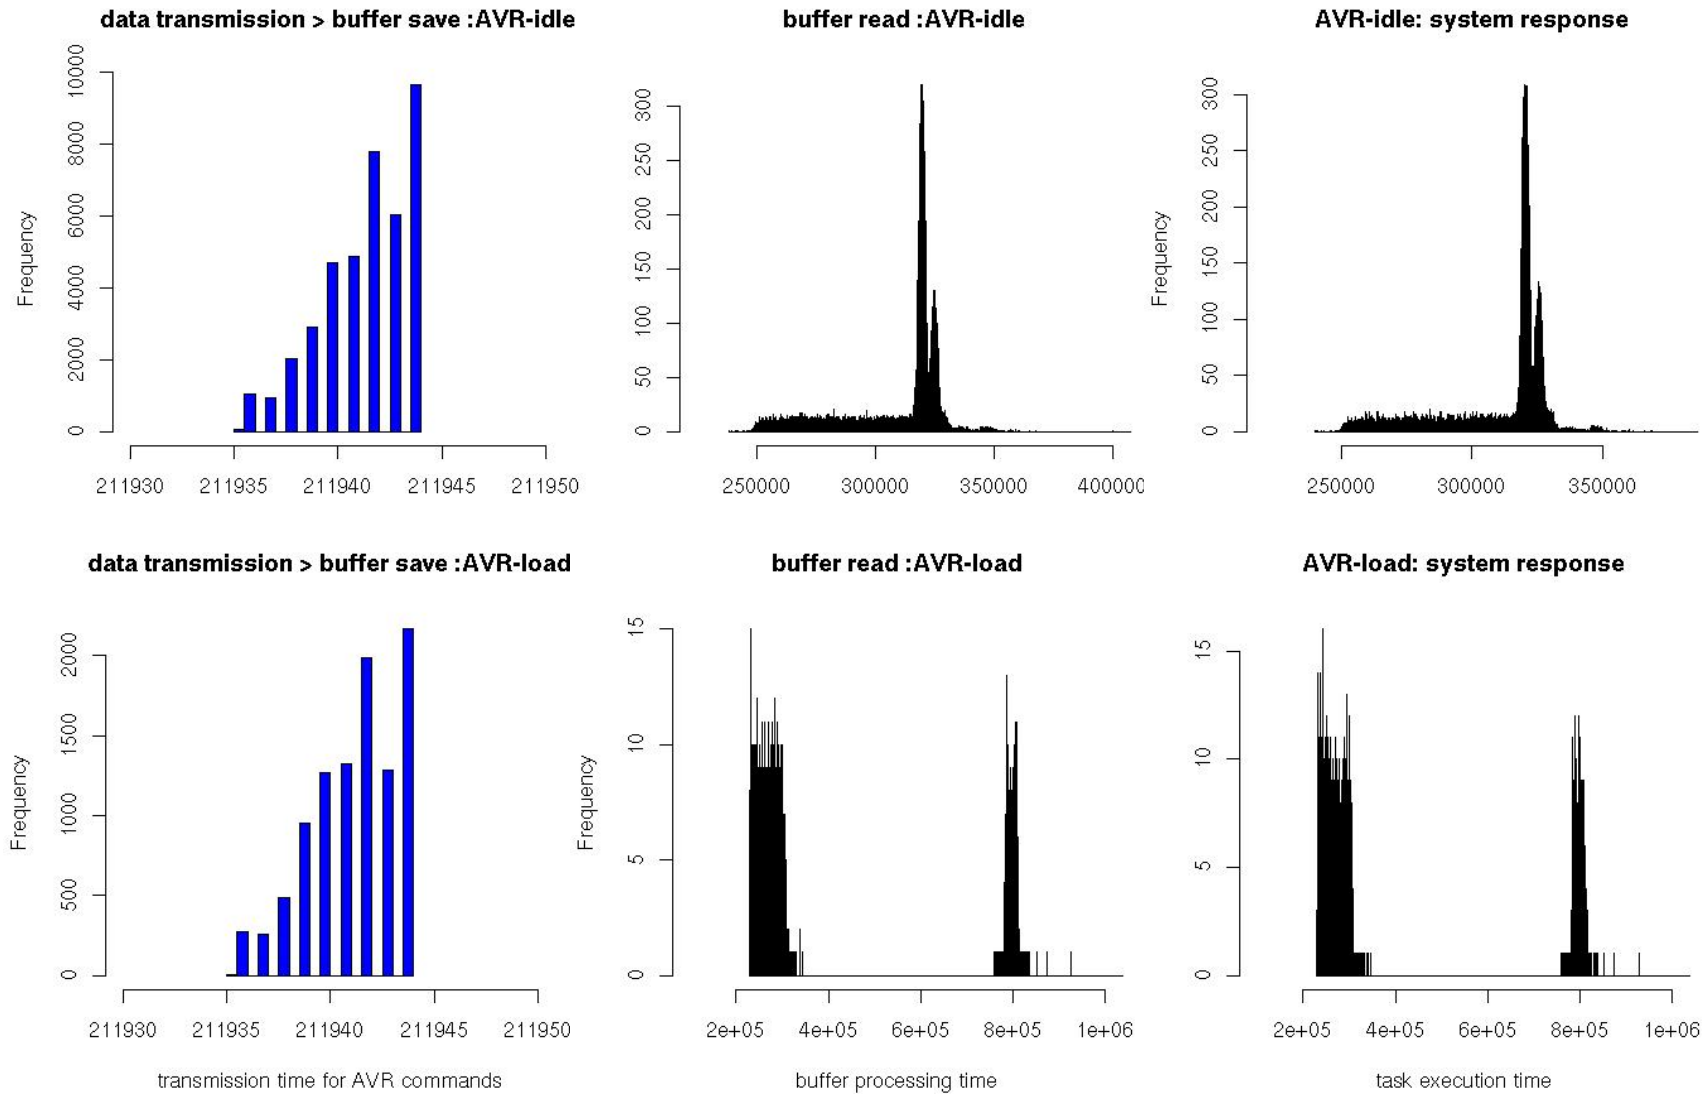 data transmission > buffer save :AVR-idle
Frequency
0 2000 4000 6000 8000 10000
211930 211935 211940 211945 211950
buffer read :AVR-idle
0 50 100 150 200 250 300
250000 300000 350000 400000
AVR-idle: system response
Frequency
0 50 100 150 200 250 300
250000 300000 350000
data transmission > buffer save :AVR-load
Frequency
0 500 1000 1500 2000
211930 211935 211940 211945 211950
transmission time for AVR commands
buffer read :AVR-load
Frequency
0 5 10 15
2e+05 4e+05 6e+05 8e+05 1e+06
buffer processing time
AVR-load: system response
0 5 10 15
2e+05 4e+05 6e+05 8e+05 1e+06
task execution time